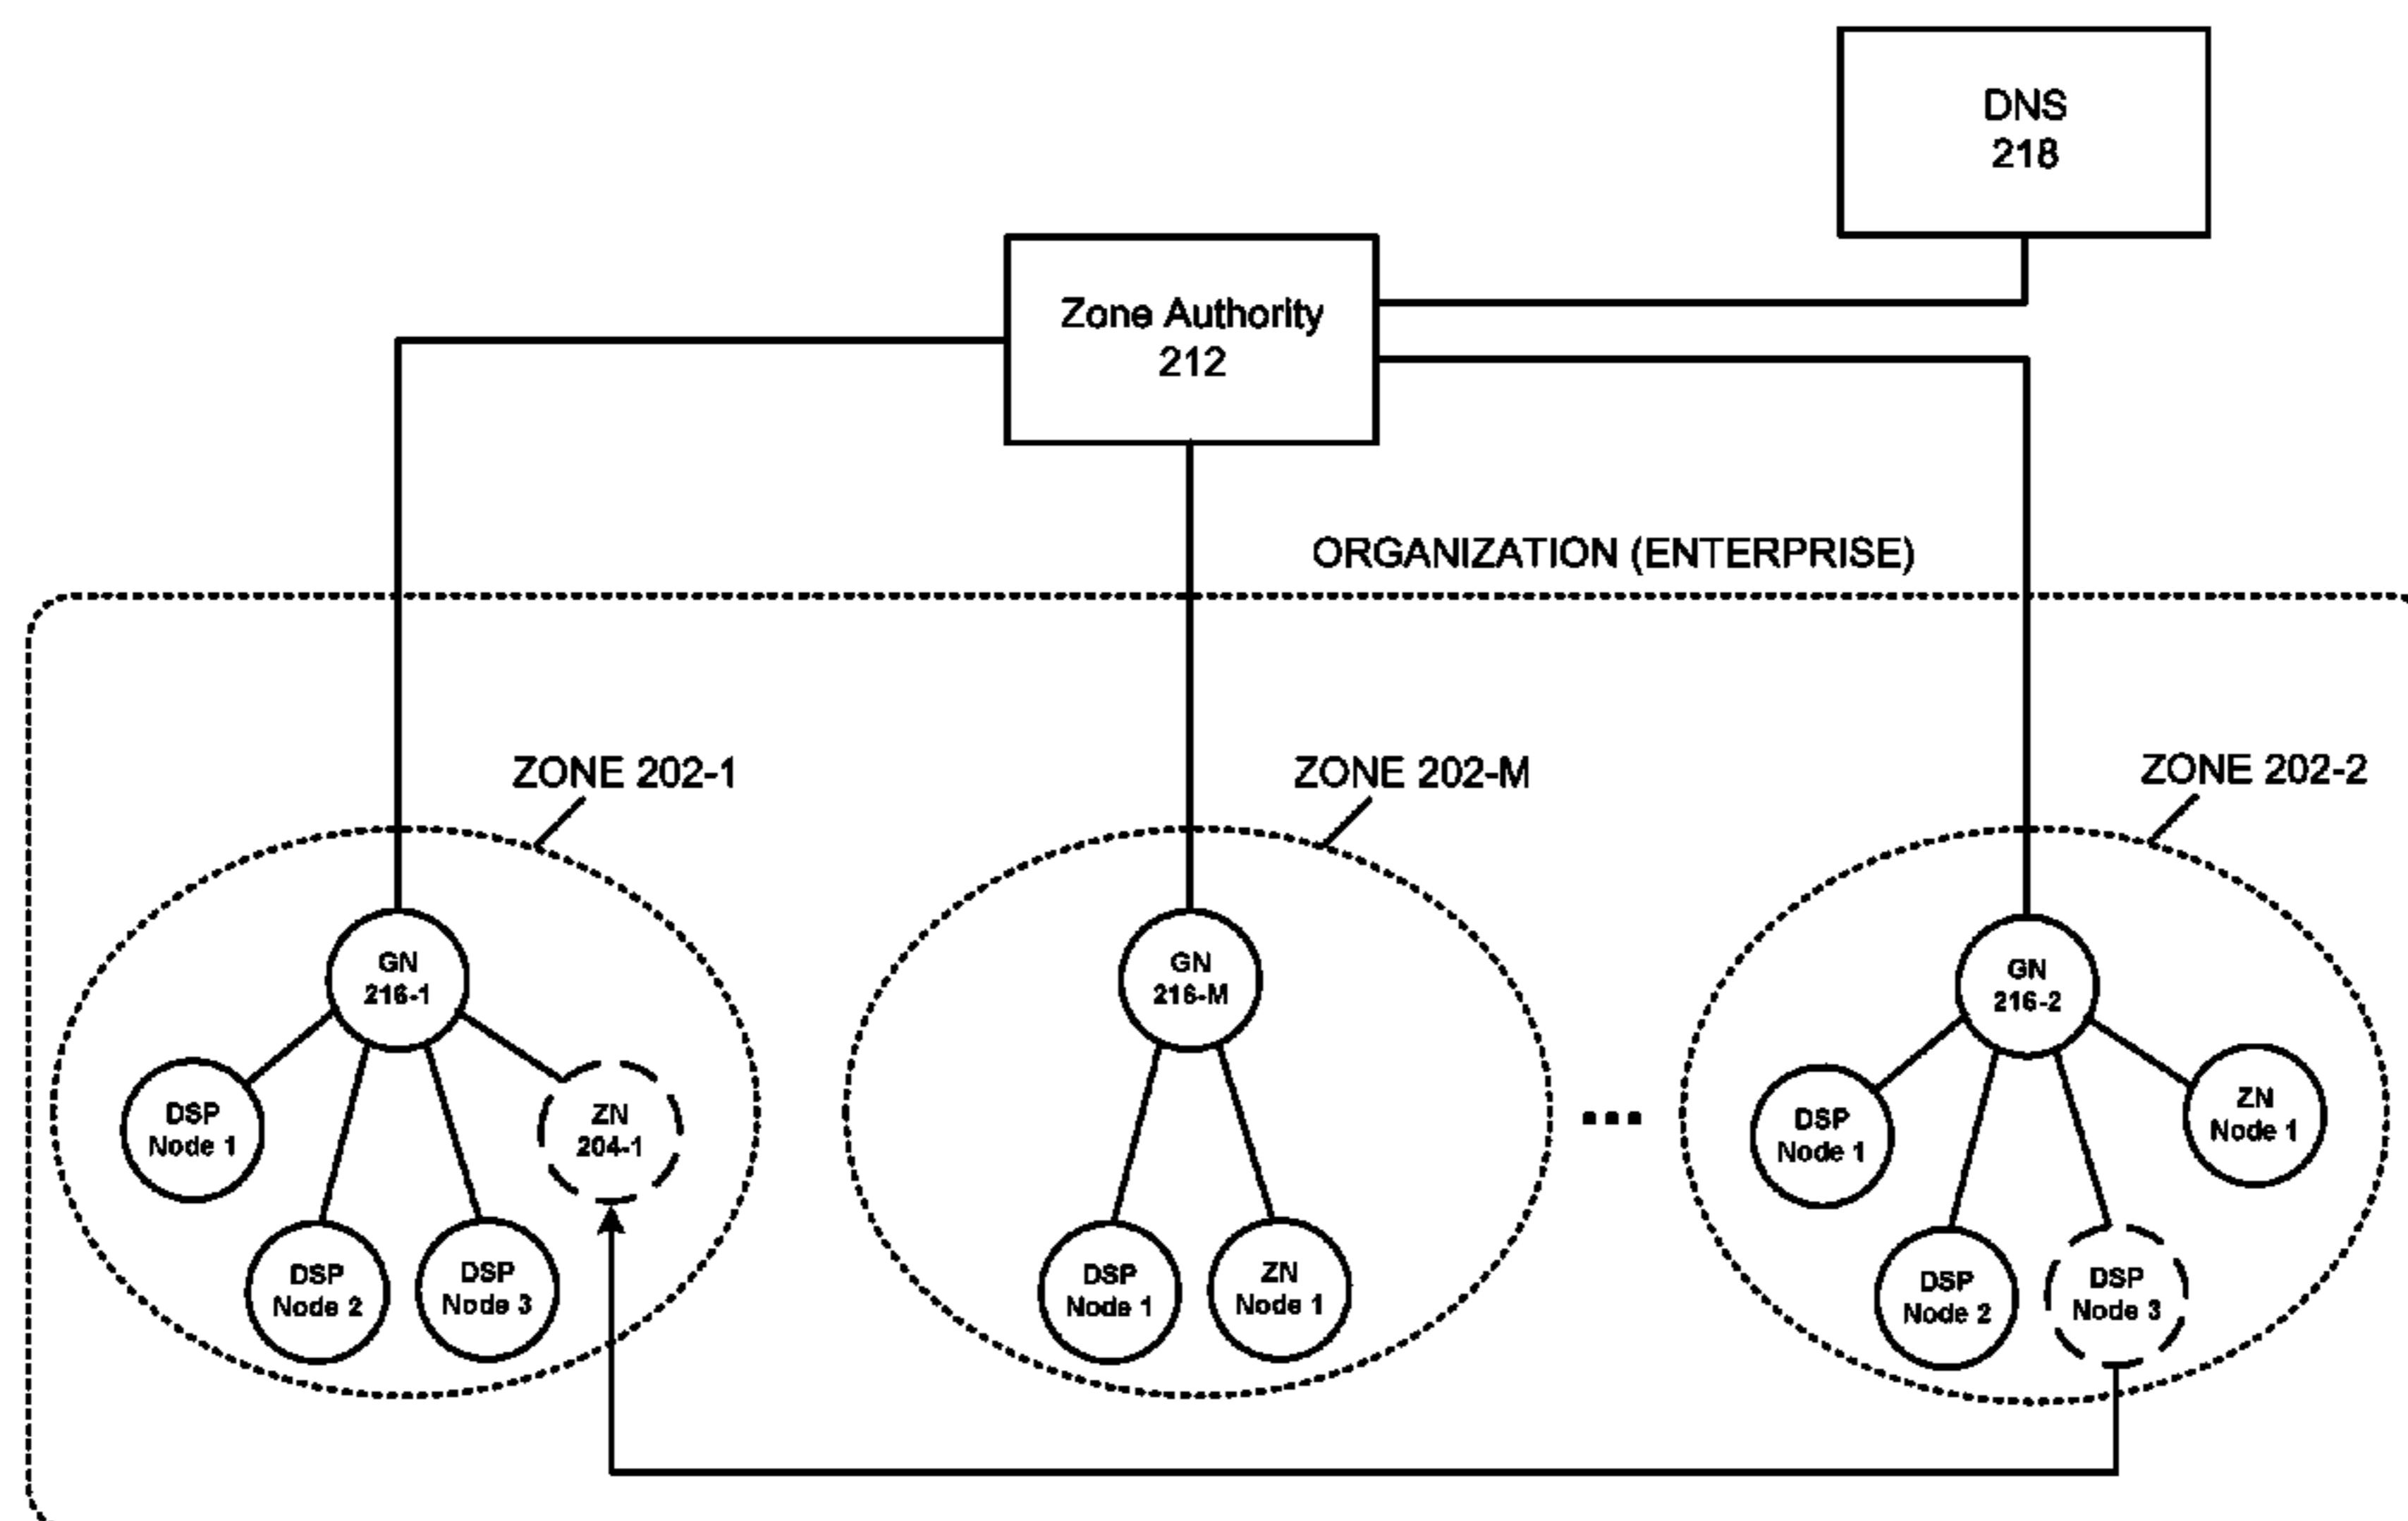 DNS
218
Zone Authority
212
ORGANIZATION (ENTERPRISE)
ZONE 202-1
ZONE 202-M
ZONE 202-2
GN
216-1
GN
216-M
GN
216-2
DSP
Node 1
DSP
Node 2
DSP
Node 3
ZN
204-1
DSP
Node 1
ZN
Node 1
...
DSP
Node 1
DSP
Node 2
DSP
Node 3
ZN
Node 1